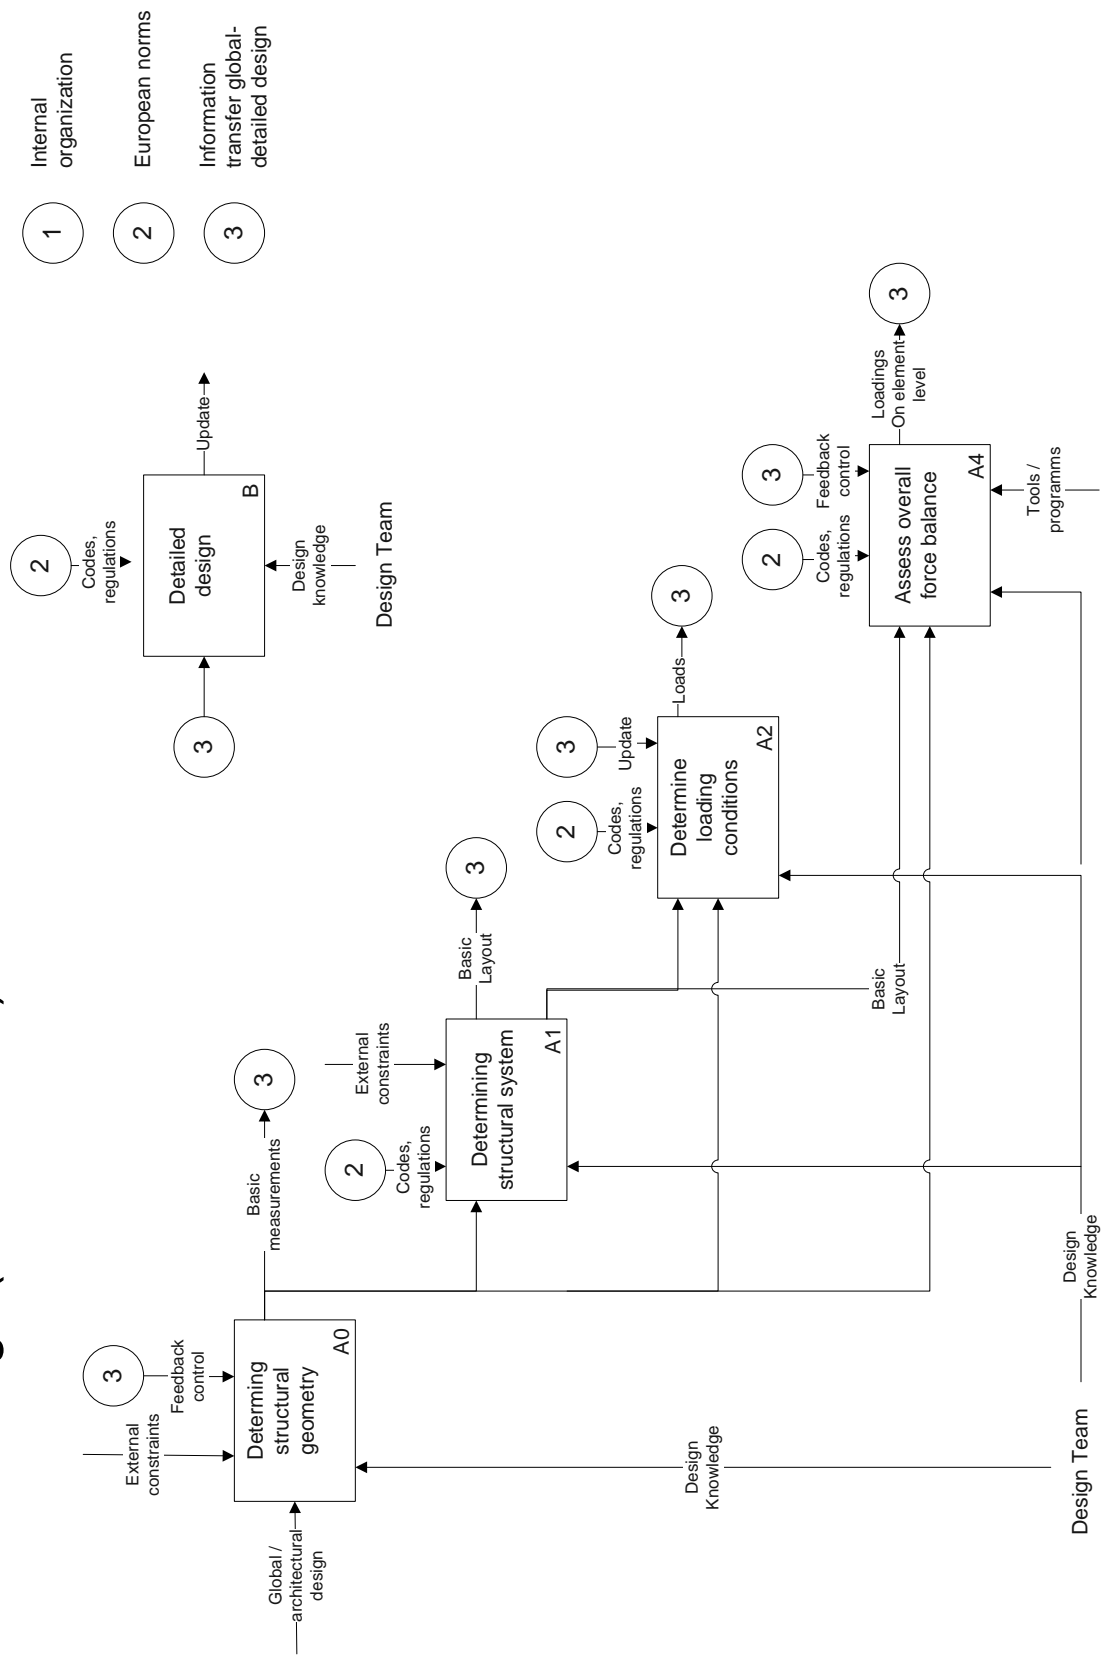 1
Internal
organization
2
European norms
3
Information
transfer global-
detailed design
2
Codes,
regulations
3
Detailed
design
B
Update
Design
knowledge
Design Team
External
constraints
3
Feedback
control
Global /
architectural
design
Determing
structural
geometry
A0
Basic
measurements
3
2
Codes,
regulations
External
constraints
Determining
structural system
A1
Basic
Layout
3
2
Codes,
regulations
3
Update
Determine
loading
conditions
A2
Loads
3
2
Codes,
regulations
3
Feedback
control
Assess overall
force balance
A4
Loadings
On element
level
3
Basic
Layout
Tools /
programms
Design
Knowledge
Design
Knowledge
Design Team